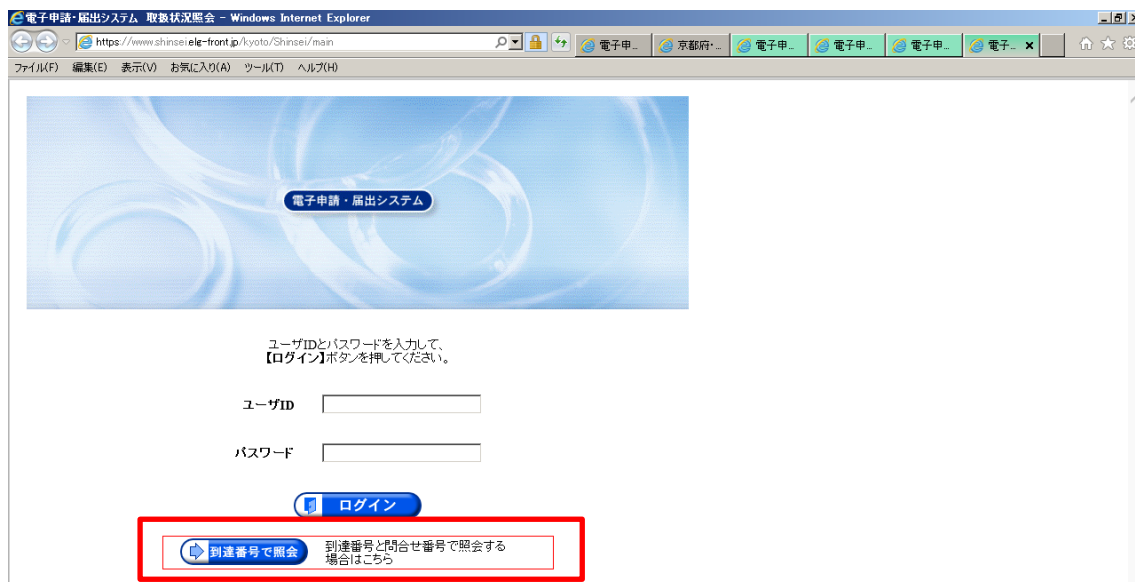 電子申請・届出システム 取扱状況照会 - Windows Internet Explorer
https://www.shinsei.elg-front.jp/kyoto/Shinsei/main
電子申...
京都府・...
電子申...
電子申...
電子申...
電子...
ファイル(F) 編集(E) 表示(V) お気に入り(A) ツール(T) ヘルプ(H)
電子申請・届出システム
ユーザIDとパスワードを入力して、
【ログイン】ボタンを押してください。
ユーザID
パスワード
ログイン
到達番号で照会
到達番号と問合せ番号で照会する
場合はこちら